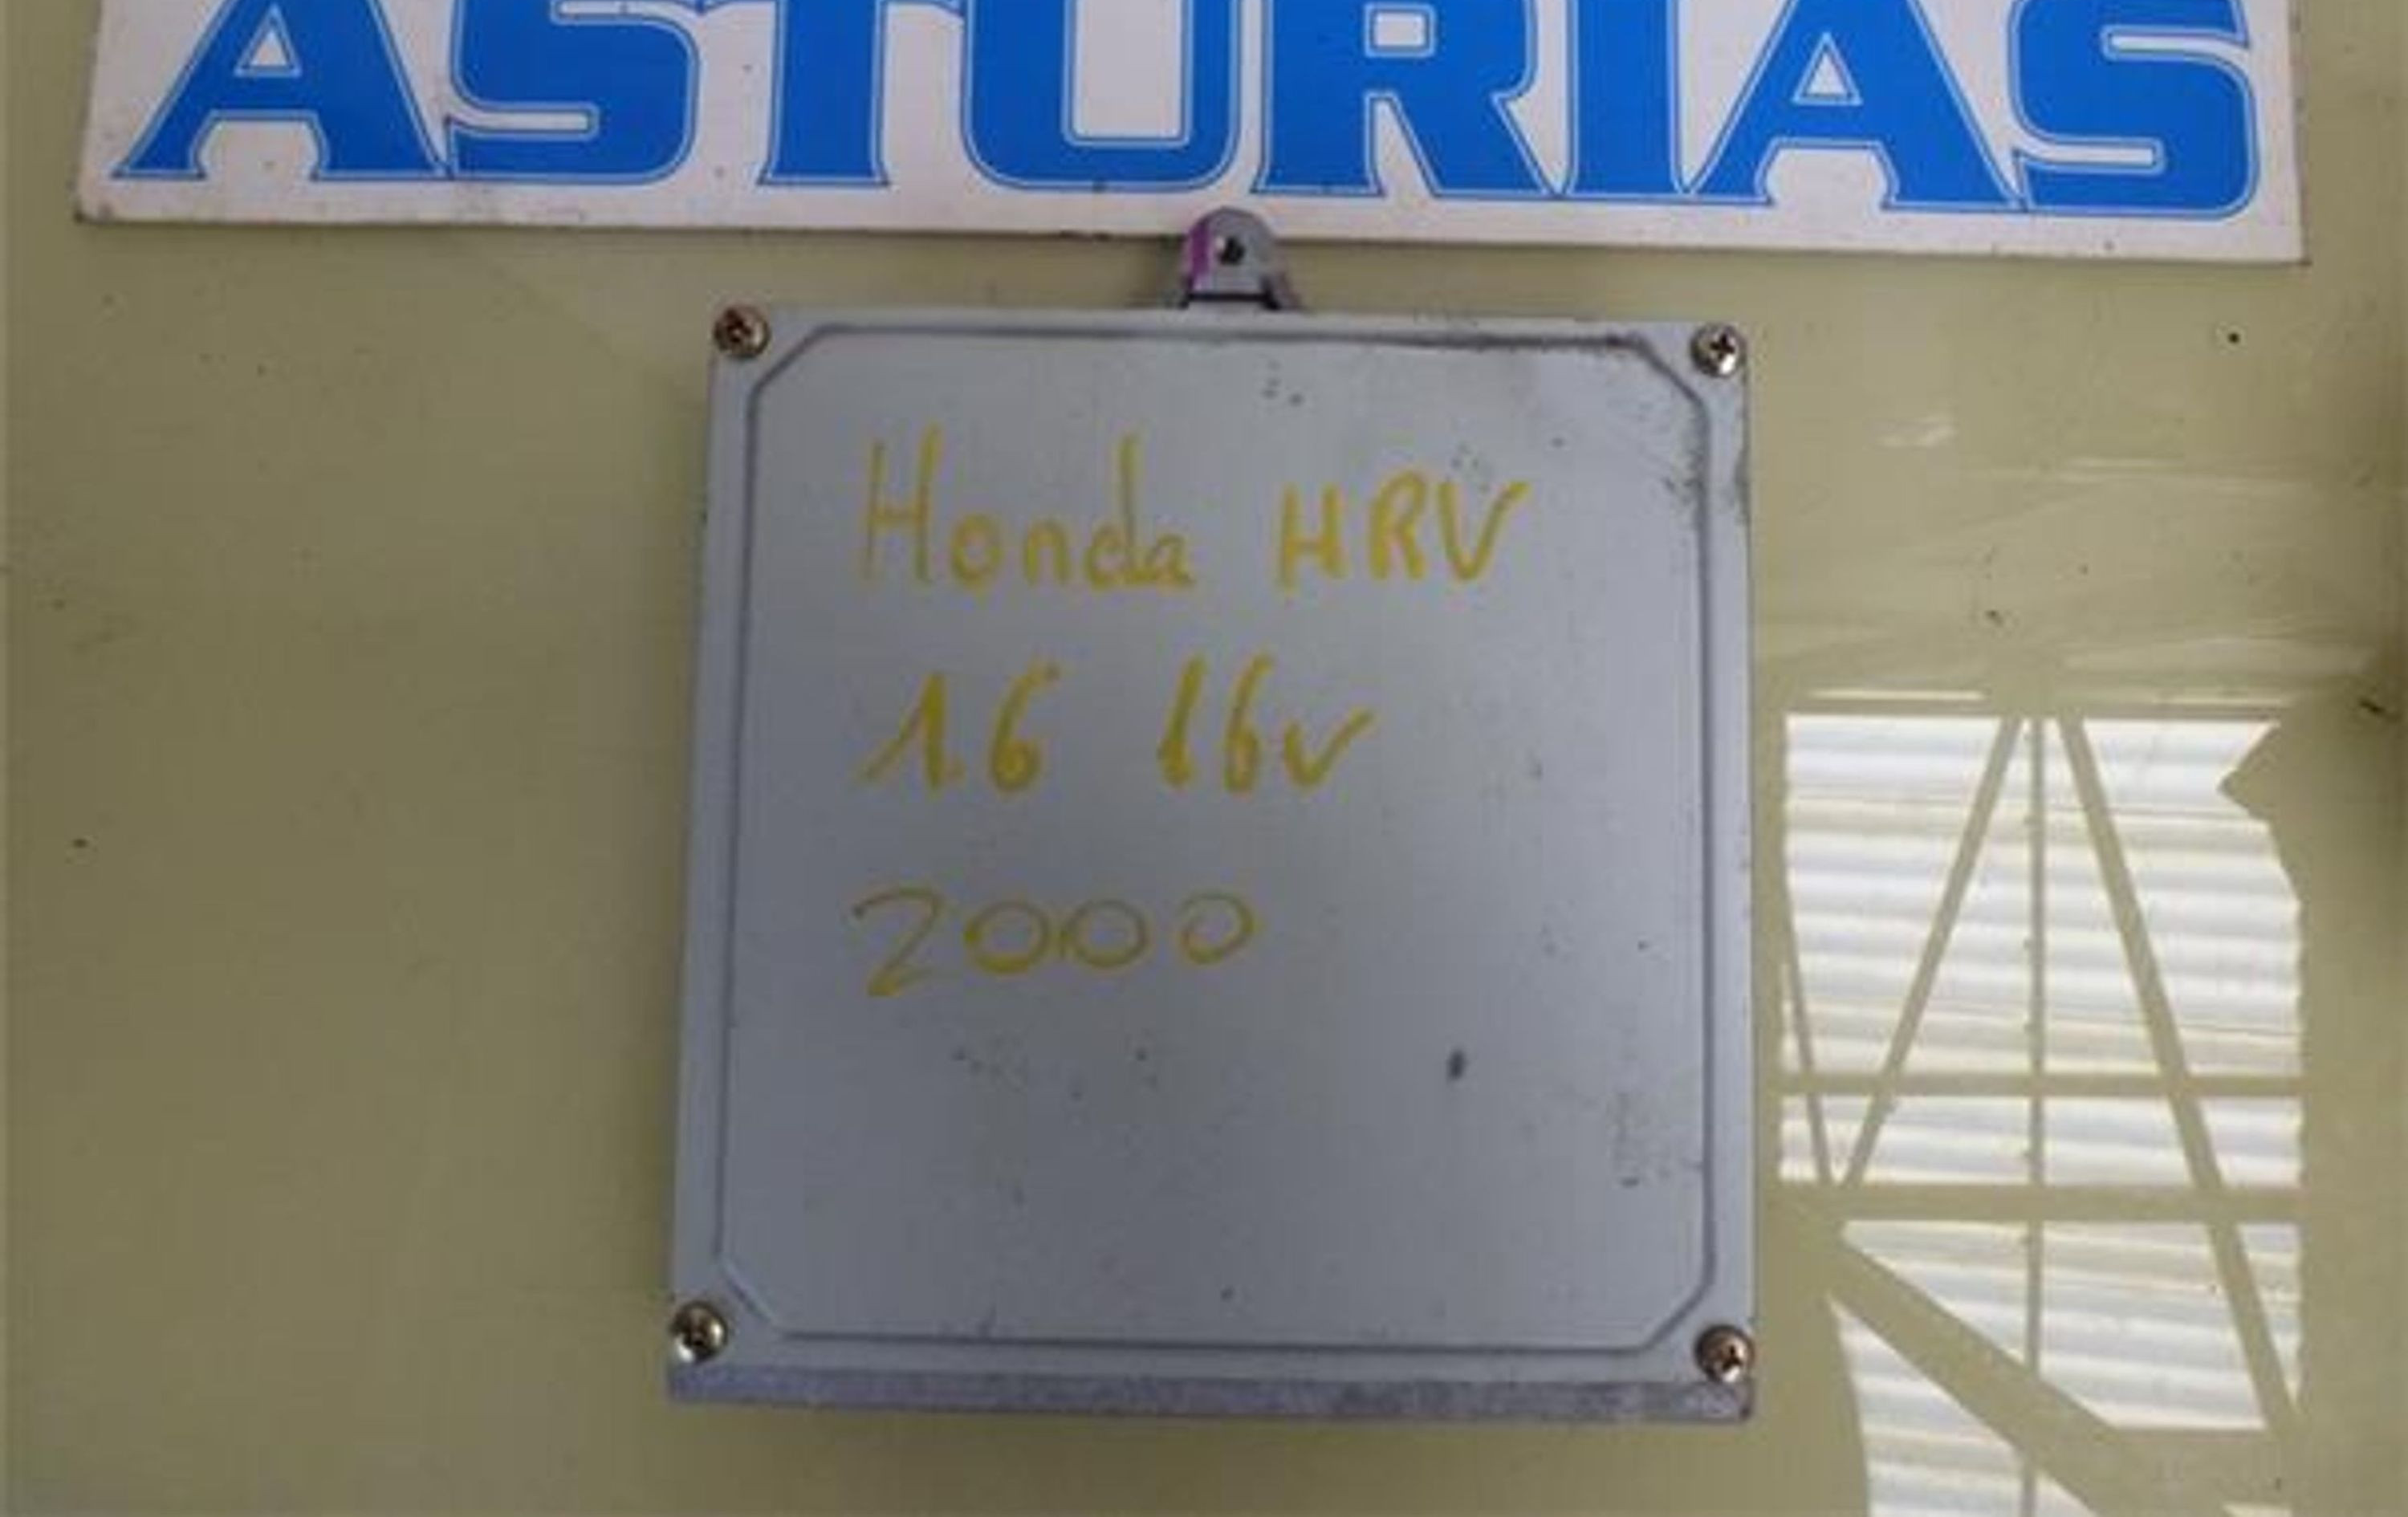 ASTURIAS
Honda HRV
1.6 16v
2000